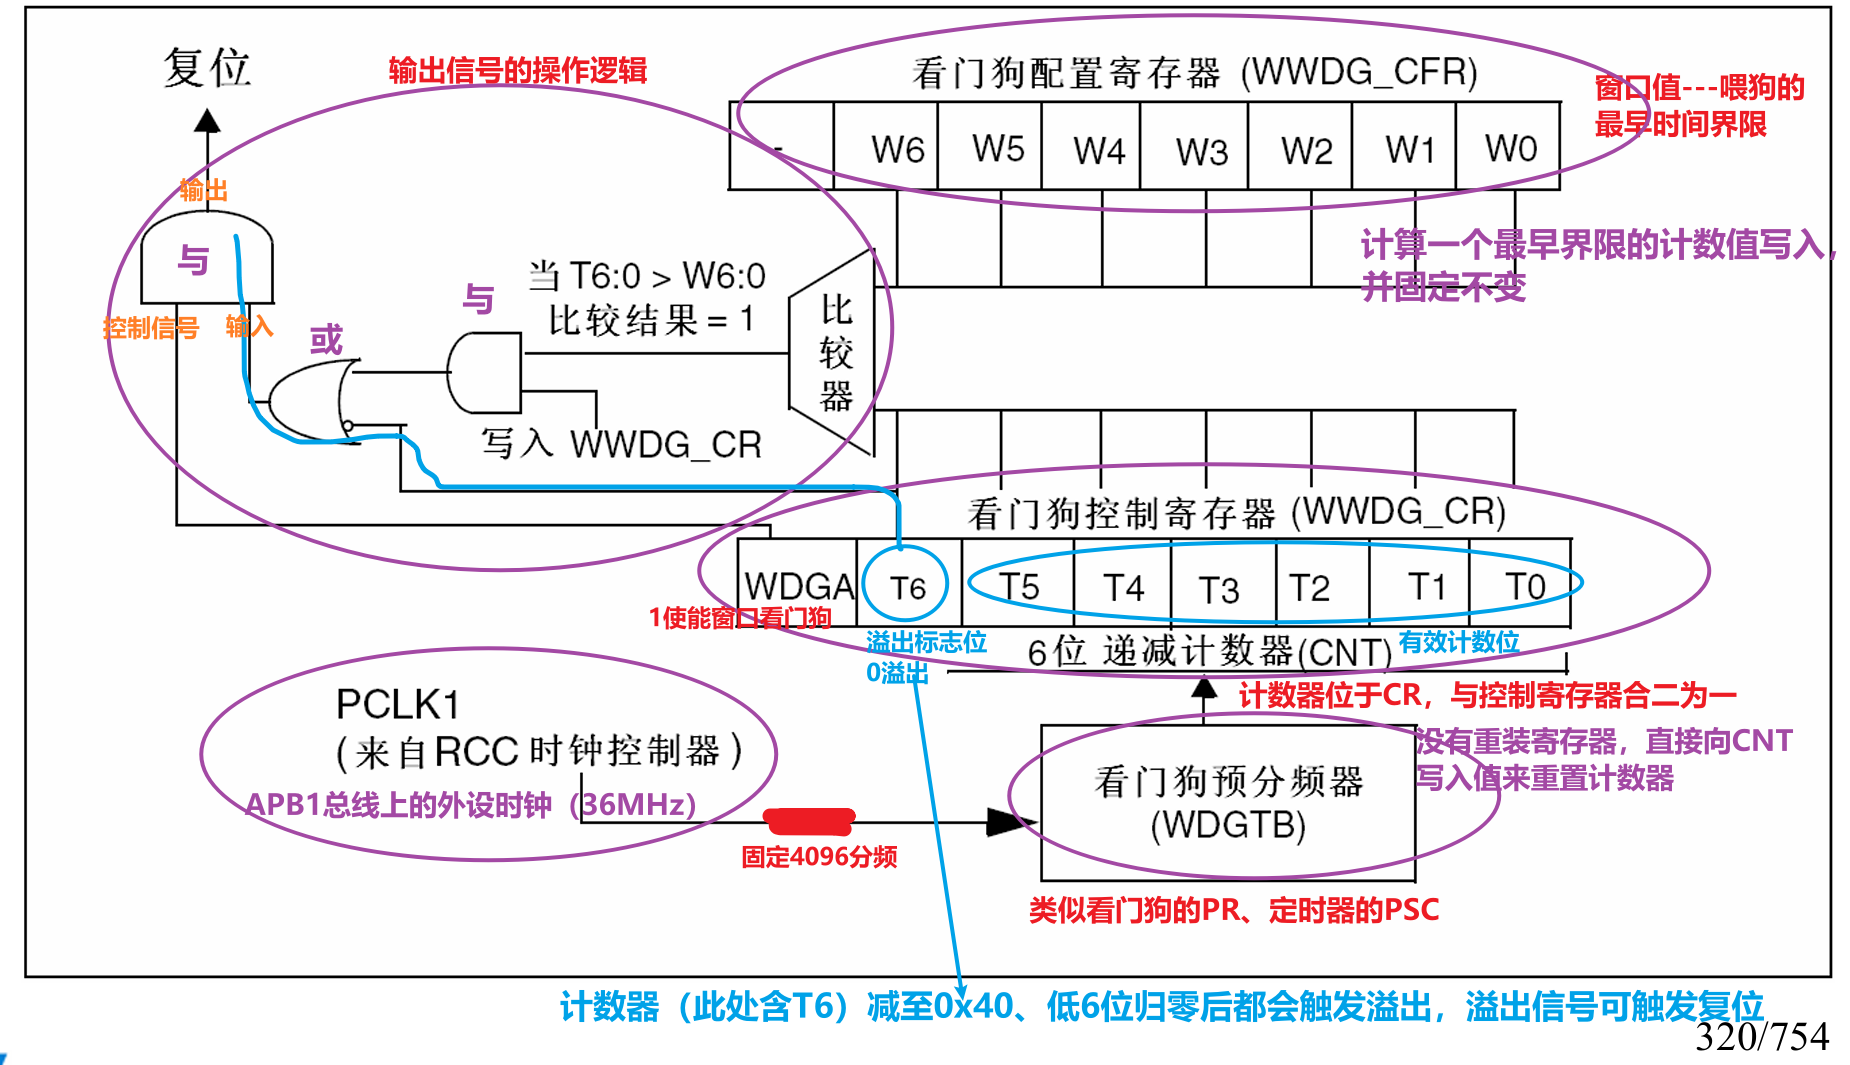 复位
输出信号的操作逻辑
看门狗配置寄存器 (WWDG_CFR)
窗口值---喂狗的
最早时间界限
- W6 W5 W4 W3 W2 W1 W0
输出
与
控制信号 输入
或
与
当 T6:0 > W6:0
比较结果 = 1
比较器
计算一个最早界限的计数值写入，
并固定不变
写入 WWDG_CR
看门狗控制寄存器 (WWDG_CR)
WDGA T6 T5 T4 T3 T2 T1 T0
1使能窗口看门狗
溢出标志位
0溢出
6位 递减计数器(CNT)
有效计数位
计数器位于CR，与控制寄存器合二为一
PCLK1
(来自RCC 时钟控制器)
APB1总线上的外设时钟（36MHz）
固定4096分频
看门狗预分频器
(WDGTB)
没有重装寄存器，直接向CNT
写入值来重置计数器
类似看门狗的PR、定时器的PSC
计数器（此处含T6）减至0x40、低6位归零后都会触发溢出，溢出信号可触发复位
320/754